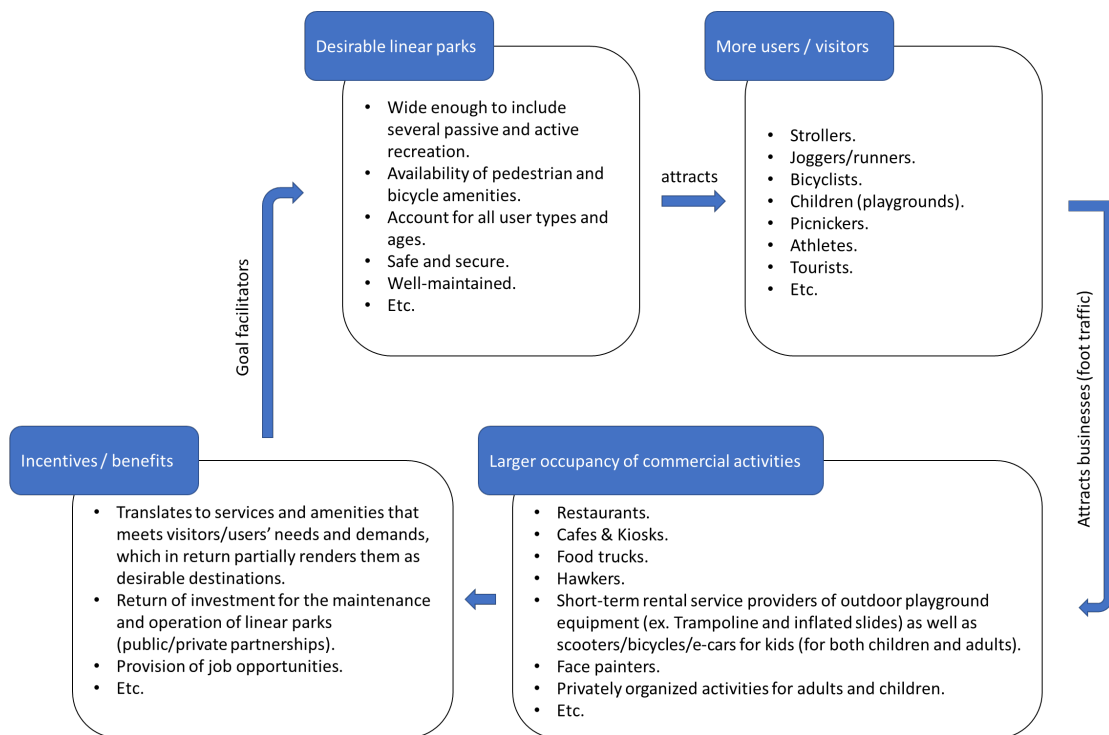 Desirable linear parks
• Wide enough to include
several passive and active
recreation.
• Availability of pedestrian and
bicycle amenities.
• Account for all user types and
ages.
• Safe and secure.
• Well-maintained.
• Etc.
attracts
More users / visitors
• Strollers.
• Joggers/runners.
• Bicyclists.
• Children (playgrounds).
• Picnickers.
• Athletes.
• Tourists.
• Etc.
Attracts businesses (foot traffic)
Larger occupancy of commercial activities
• Restaurants.
• Cafes & Kiosks.
• Food trucks.
• Hawkers.
• Short-term rental service providers of outdoor playground
equipment (ex. Trampoline and inflated slides) as well as
scooters/bicycles/e-cars for kids (for both children and adults).
• Face painters.
• Privately organized activities for adults and children.
• Etc.
Incentives / benefits
• Translates to services and amenities that
meets visitors/users’ needs and demands,
which in return partially renders them as
desirable destinations.
• Return of investment for the maintenance
and operation of linear parks
(public/private partnerships).
• Provision of job opportunities.
• Etc.
Goal facilitators